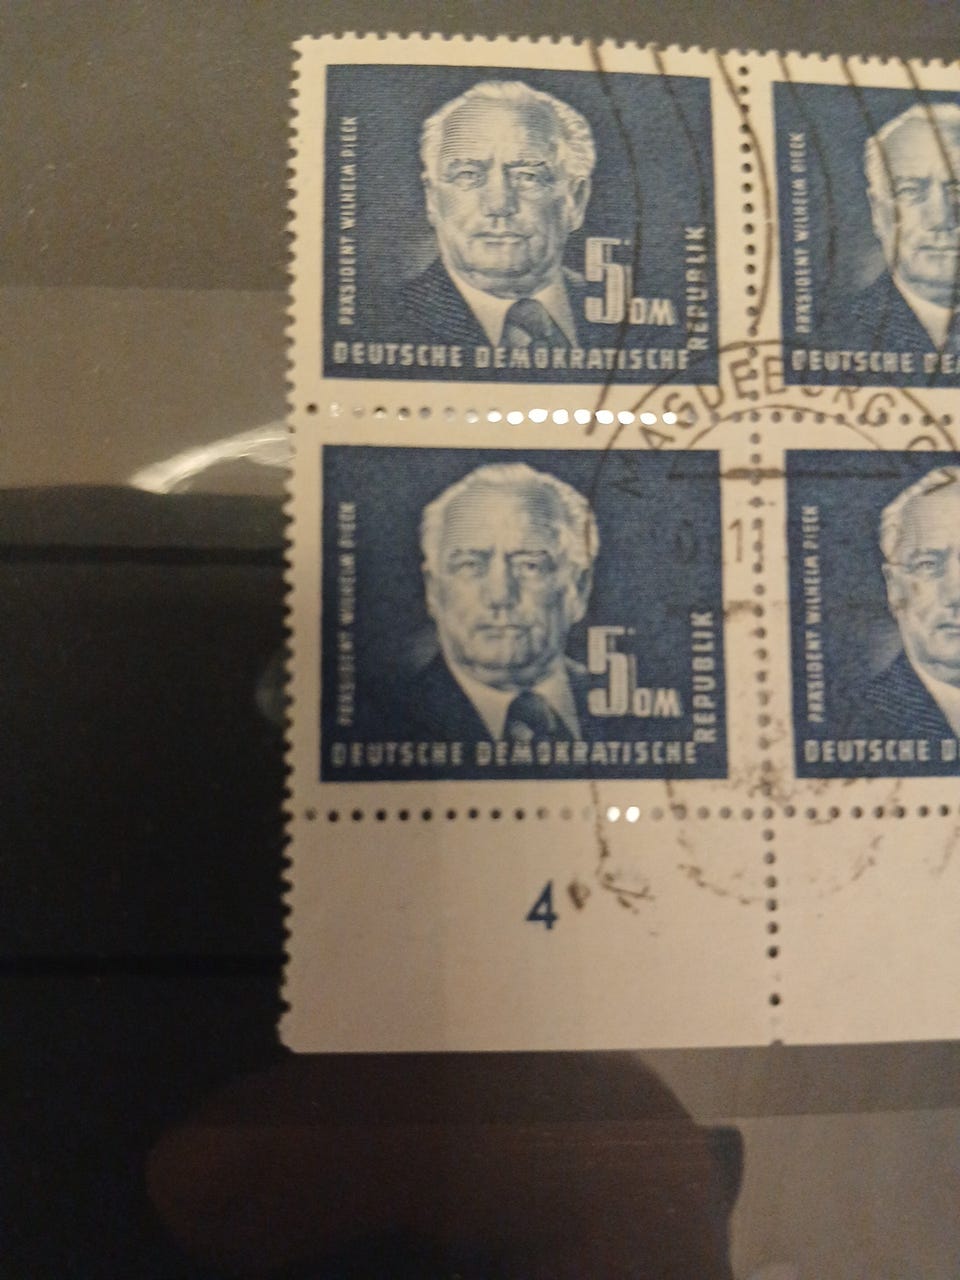 PRÄSIDENT WILHELM PIECK
5 DM
DEUTSCHE DEMOKRATISCHE
REPUBLIK
PRÄSIDENT WILHELM PIECK
DEUTSCHE
MAGDEBURG
PRÄSIDENT WILHELM PIECK
5 DM
DEUTSCHE DEMOKRATISCHE
REPUBLIK
PRÄSIDENT WILHELM PIECK
DEUTSCHE D
4